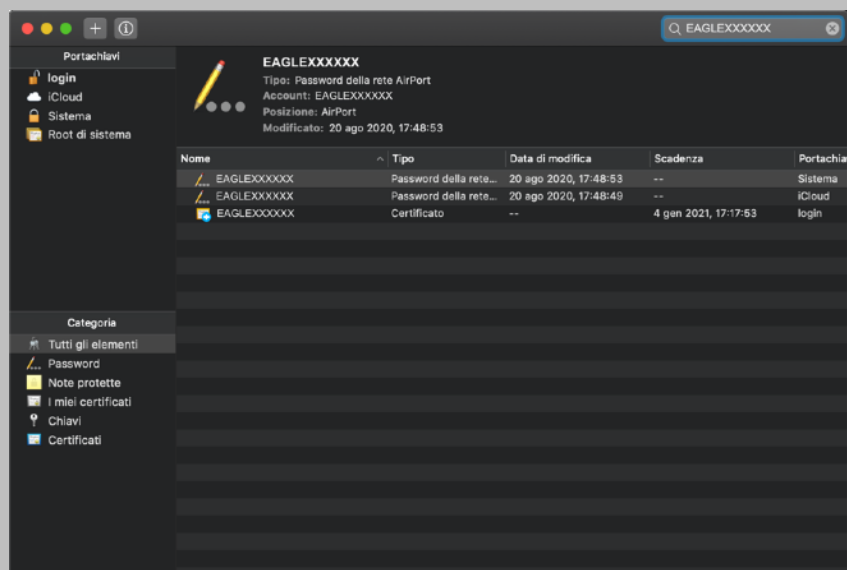 EAGLEXXXXXX
Portachiavi
login
iCloud
Sistema
Root di sistema
EAGLEXXXXXX
Tipo: Password della rete AirPort
Account: EAGLEXXXXXX
Posizione: AirPort
Modificato: 20 ago 2020, 17:48:53
Nome Tipo Data di modifica Scadenza Portachia
EAGLEXXXXXX Password della rete... 20 ago 2020, 17:48:53 -- Sistema
EAGLEXXXXXX Password della rete... 20 ago 2020, 17:48:49 -- iCloud
EAGLEXXXXXX Certificato -- 4 gen 2021, 17:17:53 login
Categoria
Tutti gli elementi
Password
Note protette
I miei certificati
Chiavi
Certificati